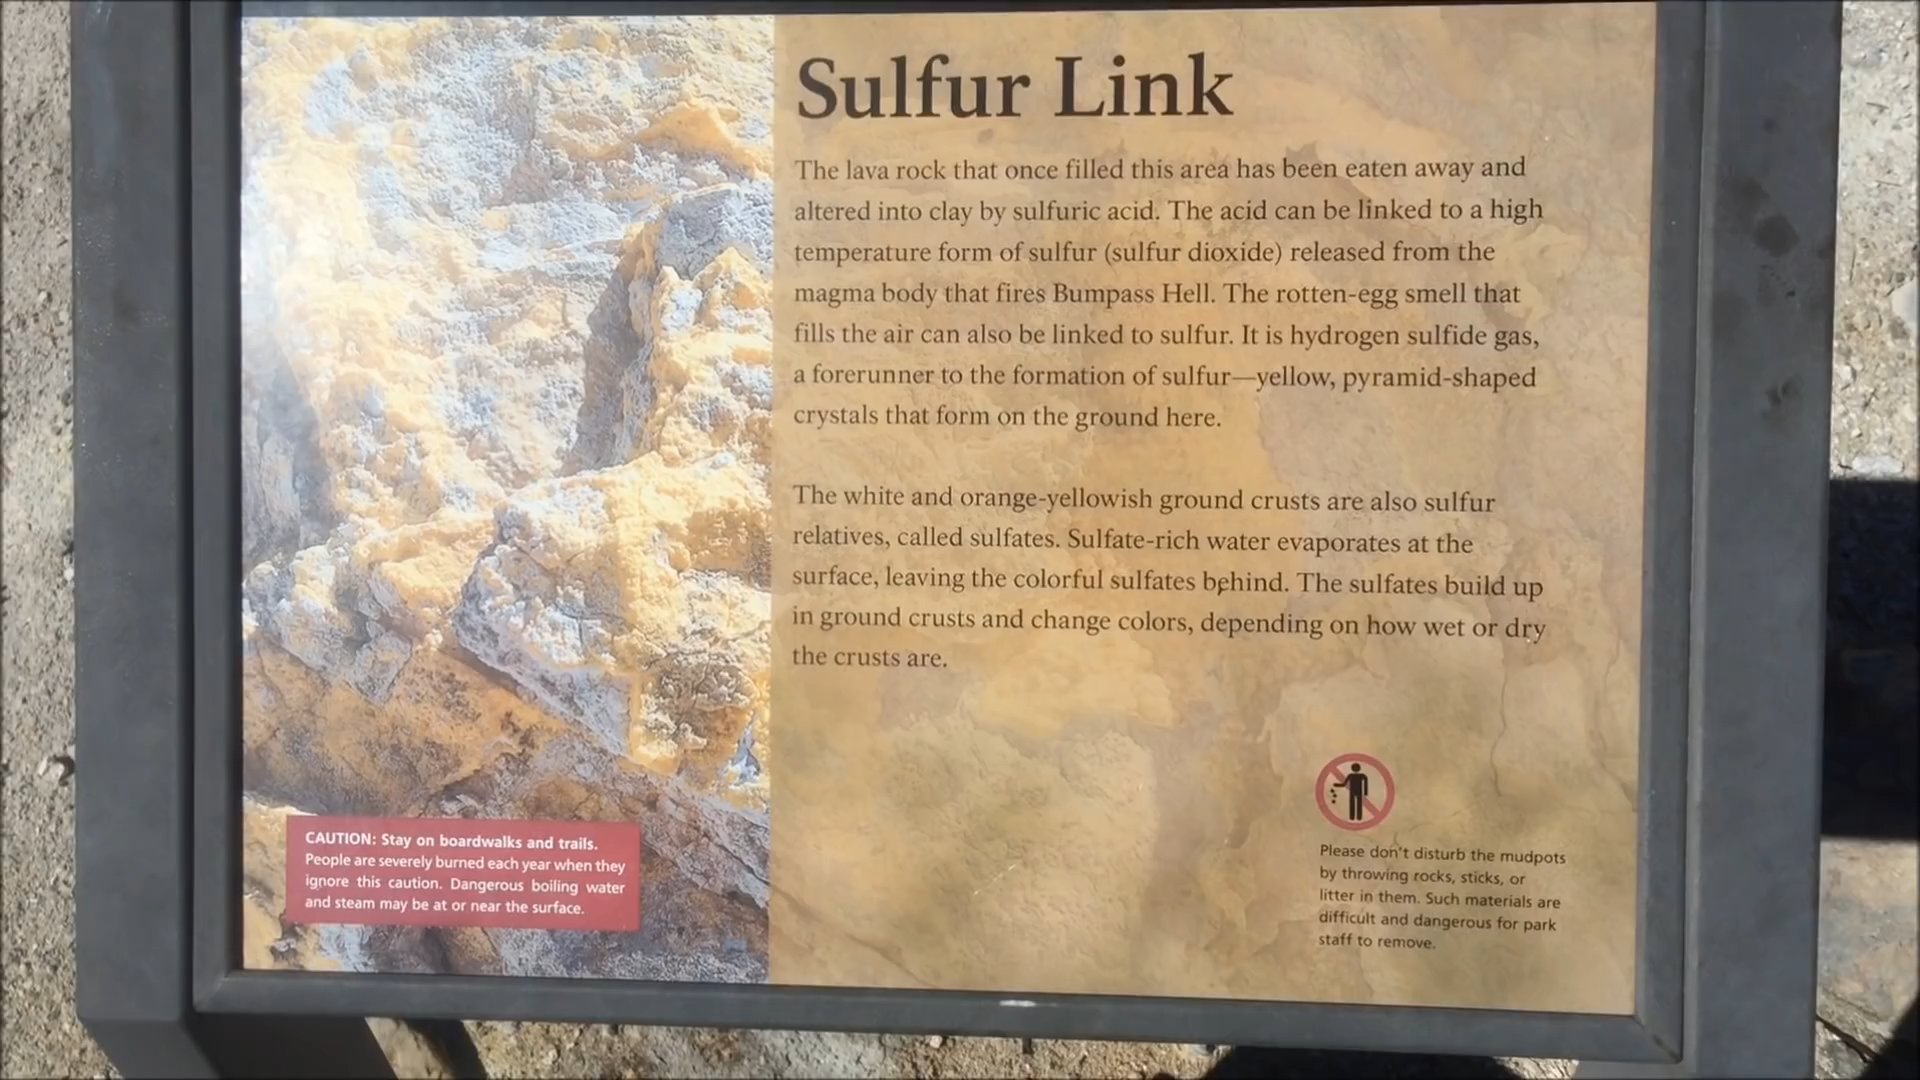 Sulfur Link
The lava rock that once filled this area has been eaten away and
altered into clay by sulfuric acid. The acid can be linked to a high
temperature form of sulfur (sulfur dioxide) released from the
magma body that fires Bumpass Hell. The rotten-egg smell that
fills the air can also be linked to sulfur. It is hydrogen sulfide gas,
a forerunner to the formation of sulfur—yellow, pyramid-shaped
crystals that form on the ground here.
The white and orange-yellowish ground crusts are also sulfur
relatives, called sulfates. Sulfate-rich water evaporates at the
surface, leaving the colorful sulfates behind. The sulfates build up
in ground crusts and change colors, depending on how wet or dry
the crusts are.
CAUTION: Stay on boardwalks and trails.
People are severely burned each year when they
ignore this caution. Dangerous boiling water
and steam may be at or near the surface.
Please don't disturb the mudpots
by throwing rocks, sticks, or
litter in them. Such materials are
difficult and dangerous for park
staff to remove.